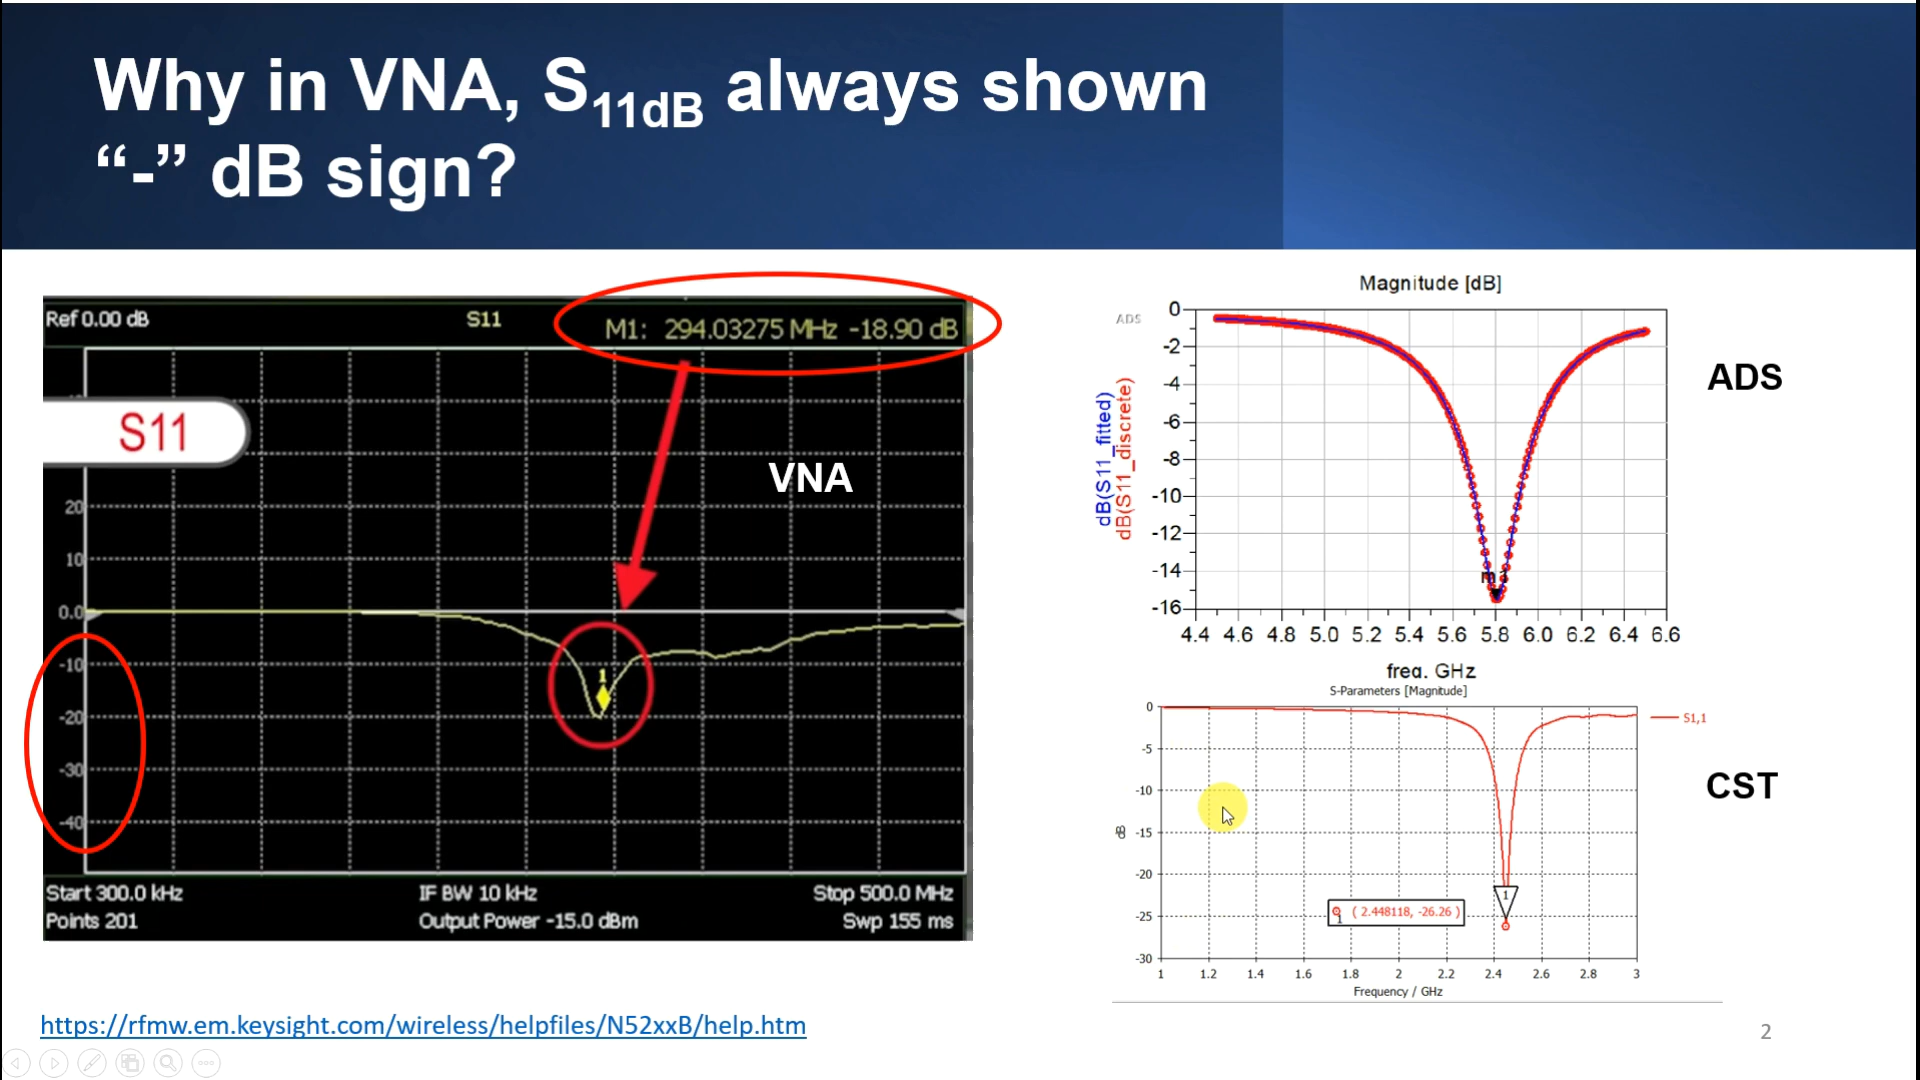 Why in VNA, S11dB always shown
“-” dB sign?
Ref 0.00 dB
S11
M1: 294.03275 MHz -18.90 dB
S11
VNA
20
10
0.0
-10
-20
-30
-40
1
Start 300.0 kHz
IF BW 10 kHz
Stop 500.0 MHz
Points 201
Output Power -15.0 dBm
Swp 155 ms
Magnitude [dB]
ADS
dB(S11_fitted)
dB(S11_discrete)
0
-2
-4
-6
-8
-10
-12
-14
-16
m1
4.4 4.6 4.8 5.0 5.2 5.4 5.6 5.8 6.0 6.2 6.4 6.6
freq. GHz
ADS
S-Parameters [Magnitude]
S1,1
dB
0
-5
-10
-15
-20
-25
-30
1
1 ( 2.448118, -26.26 )
1 1.2 1.4 1.6 1.8 2 2.2 2.4 2.6 2.8 3
Frequency / GHz
CST
https://rfmw.em.keysight.com/wireless/helpfiles/N52xxB/help.htm
2